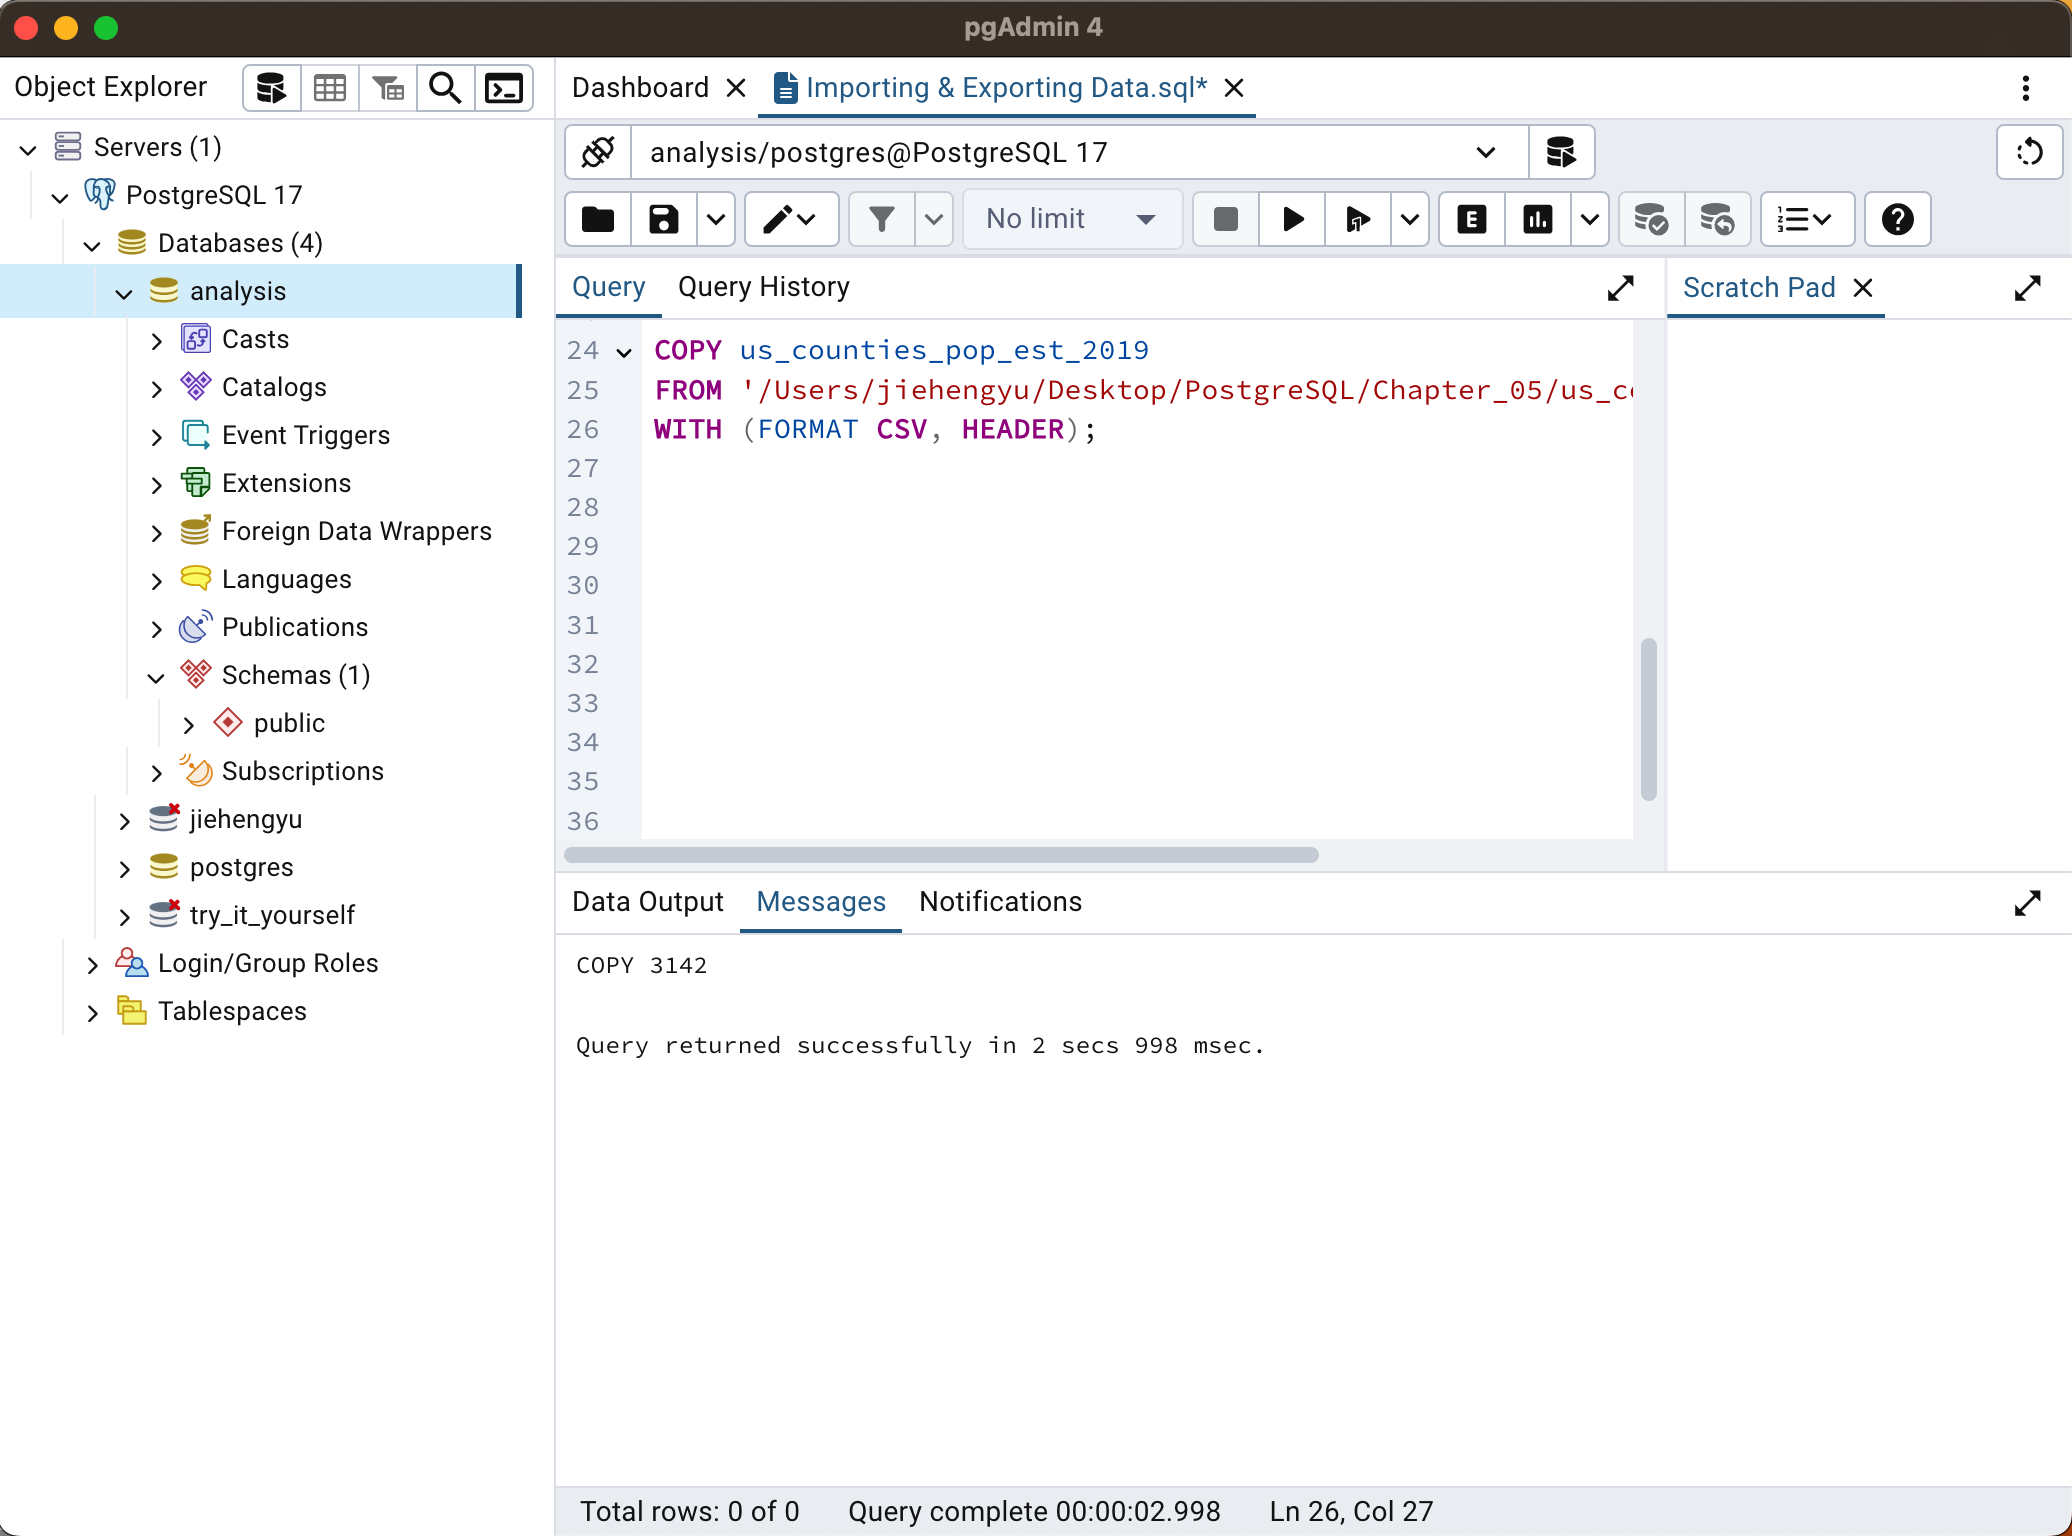 pgAdmin 4
Object Explorer
Servers (1)
PostgreSQL 17
Databases (4)
analysis
Casts
Catalogs
Event Triggers
Extensions
Foreign Data Wrappers
Languages
Publications
Schemas (1)
public
Subscriptions
jiehengyu
postgres
try_it_yourself
Login/Group Roles
Tablespaces
Dashboard
Importing & Exporting Data.sql*
analysis/postgres@PostgreSQL 17
No limit
E
Query Query History
Scratch Pad
24 COPY us_counties_pop_est_2019
25 FROM '/Users/jiehengyu/Desktop/PostgreSQL/Chapter_05/us_c
26 WITH (FORMAT CSV, HEADER);
27
28
29
30
31
32
33
34
35
36
Data Output Messages Notifications
COPY 3142
Query returned successfully in 2 secs 998 msec.
Total rows: 0 of 0 Query complete 00:00:02.998 Ln 26, Col 27